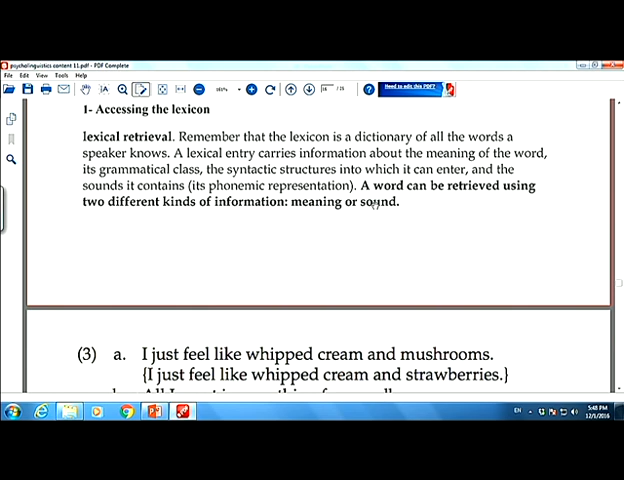 psycholinguistics content 11.pdf - PDF Complete
File Edit View Tools Help
Need to edit this PDF?
1- Accessing the lexicon
lexical retrieval. Remember that the lexicon is a dictionary of all the words a
speaker knows. A lexical entry carries information about the meaning of the word,
its grammatical class, the syntactic structures into which it can enter, and the
sounds it contains (its phonemic representation). A word can be retrieved using
two different kinds of information: meaning or sound.
(3) a. I just feel like whipped cream and mushrooms.
{I just feel like whipped cream and strawberries.}
EN
5:48 PM
12/1/2016